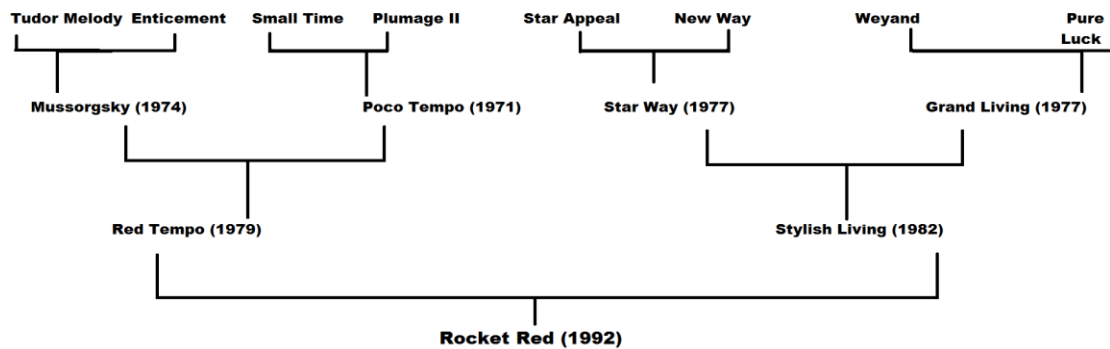 Tudor Melody Enticement Small Time Plumage II Star Appeal New Way Weyand Pure
Luck
Mussorgsky (1974) Poco Tempo (1971) Star Way (1977) Grand Living (1977)
Red Tempo (1979) Stylish Living (1982)
Rocket Red (1992)